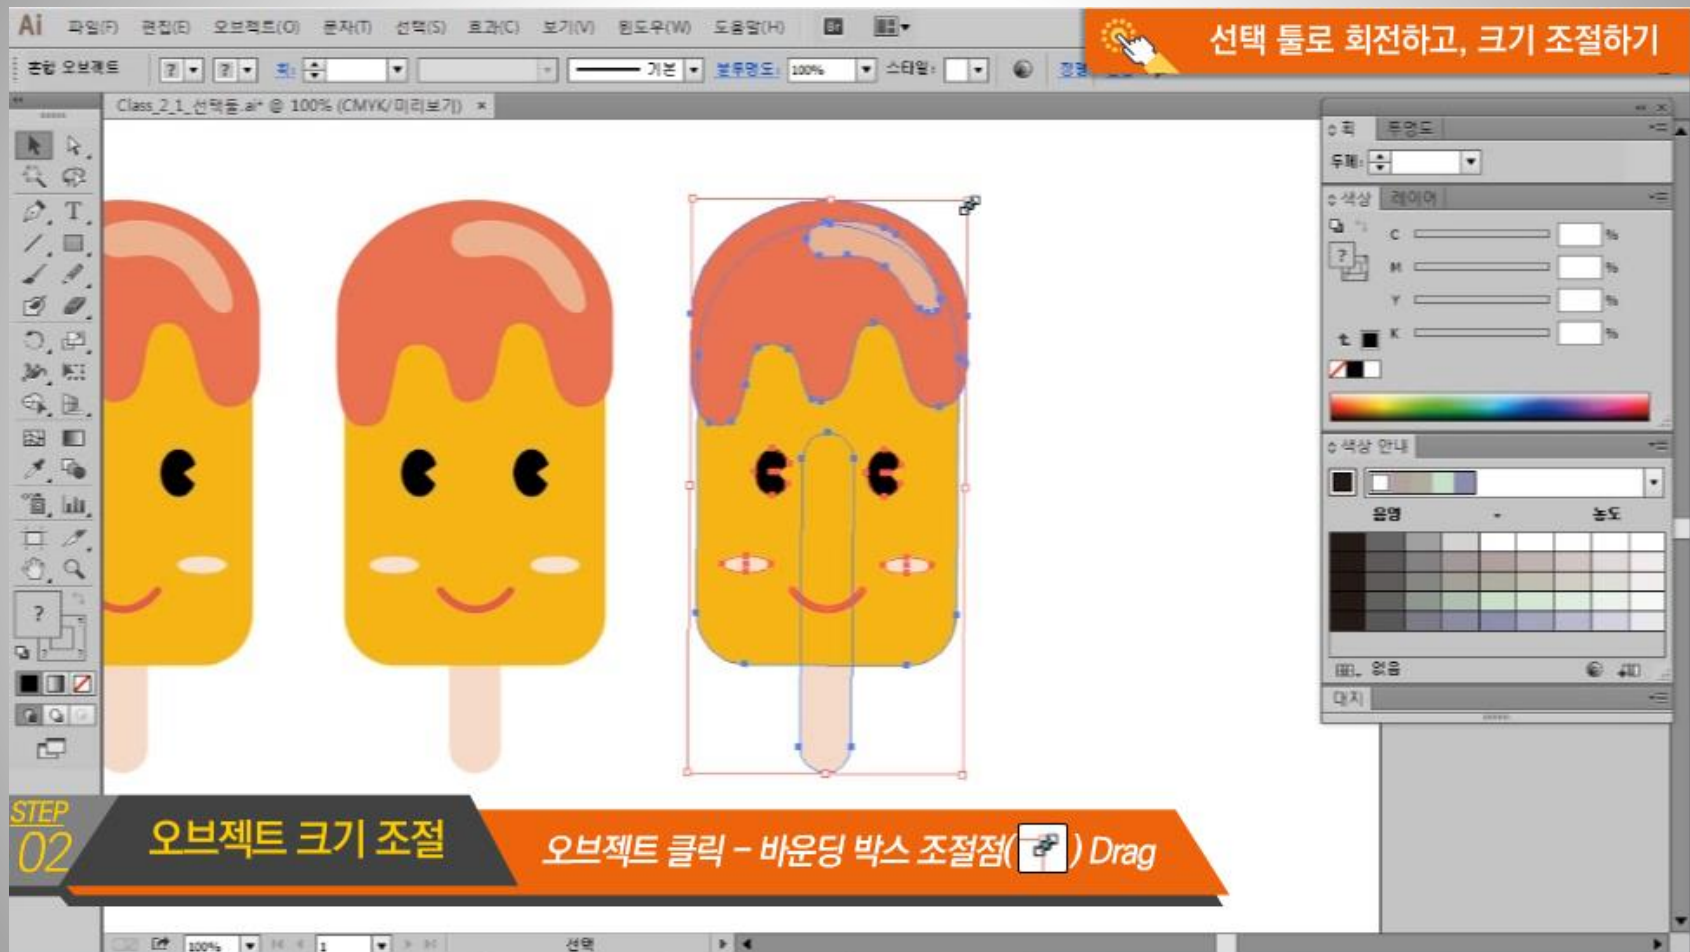 Ai 파일(F) 편집(E) 오브젝트(O) 문자(T) 선택(S) 효과(C) 보기(V) 윈도우(W) 도움말(H) Br
선택 툴로 회전하고, 크기 조절하기
혼합 오브젝트 ? ? 획: 기본 불투명도: 100% 스타일:
Class_2_1_선택툴.ai* @ 100% (CMYK/미리보기) ×
획 투명도
두께:
색상 레이어
C %
M %
Y %
K %
?
색상 안내
음영 - 농도
없음
대지
T
?
STEP
02
오브젝트 크기 조절
오브젝트 클릭 – 바운딩 박스 조절점( ) Drag
100% 1 선택